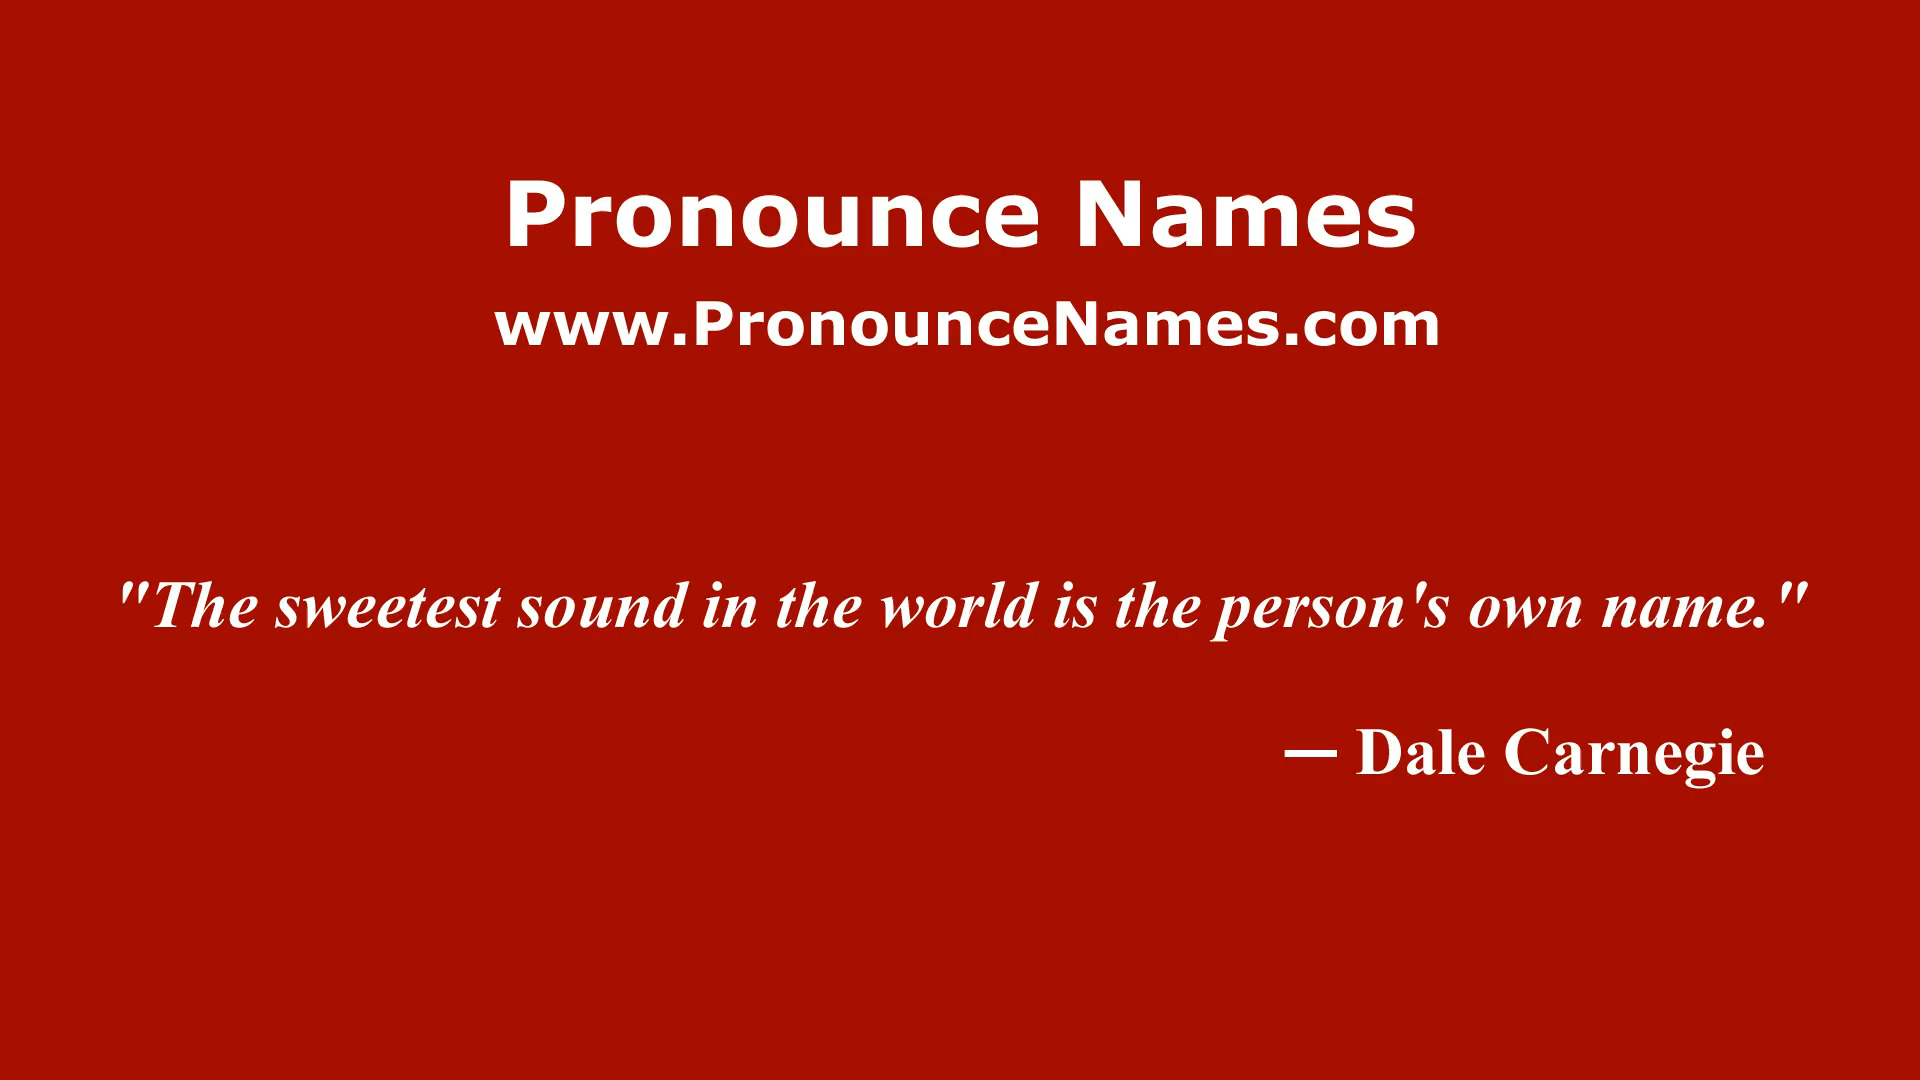 Pronounce Names
www.PronounceNames.com
"The sweetest sound in the world is the person's own name."
— Dale Carnegie